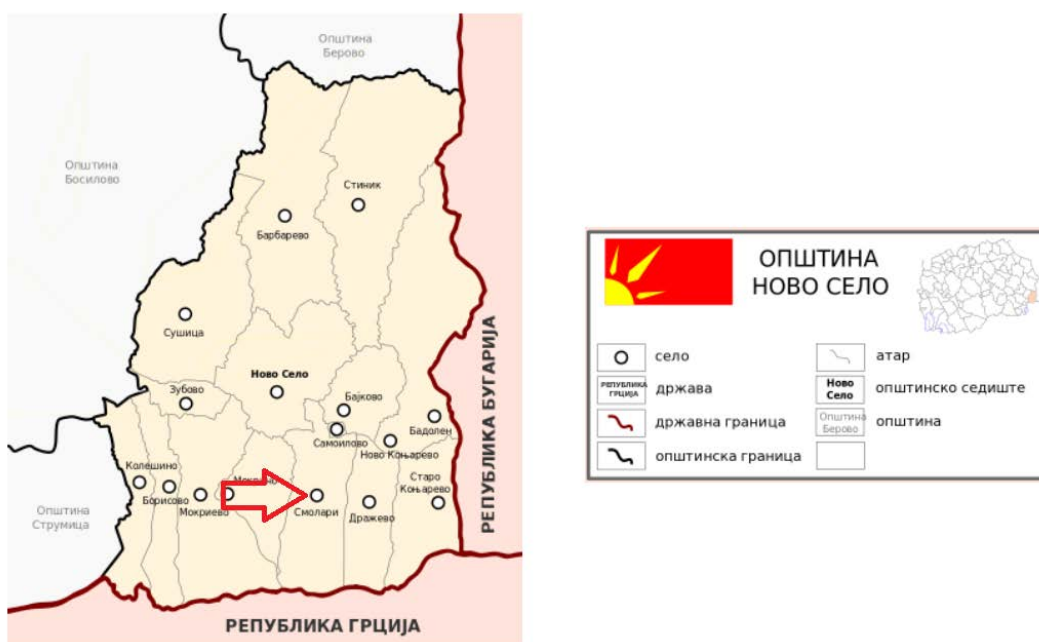 Општина
Берово
Општина
Босилово
Стиник
Барбарево
Сушица
Ново Село
Зубово
Бајково
Бадолен
Самоилово
Ново Коњарево
Колешино
Борисово
Мокриево
Смолари
Дражево
Старо
Коњарево
Општина
Струмица
РЕПУБЛИКА БУГАРИЈА
РЕПУБЛИКА ГРЦИЈА
ОПШТИНА
НОВО СЕЛО
село
РЕПУБЛИКА
ГРЦИЈА
држава
државна граница
општинска граница
атар
Ново
Село
општинско седиште
Општина
Берово
општина